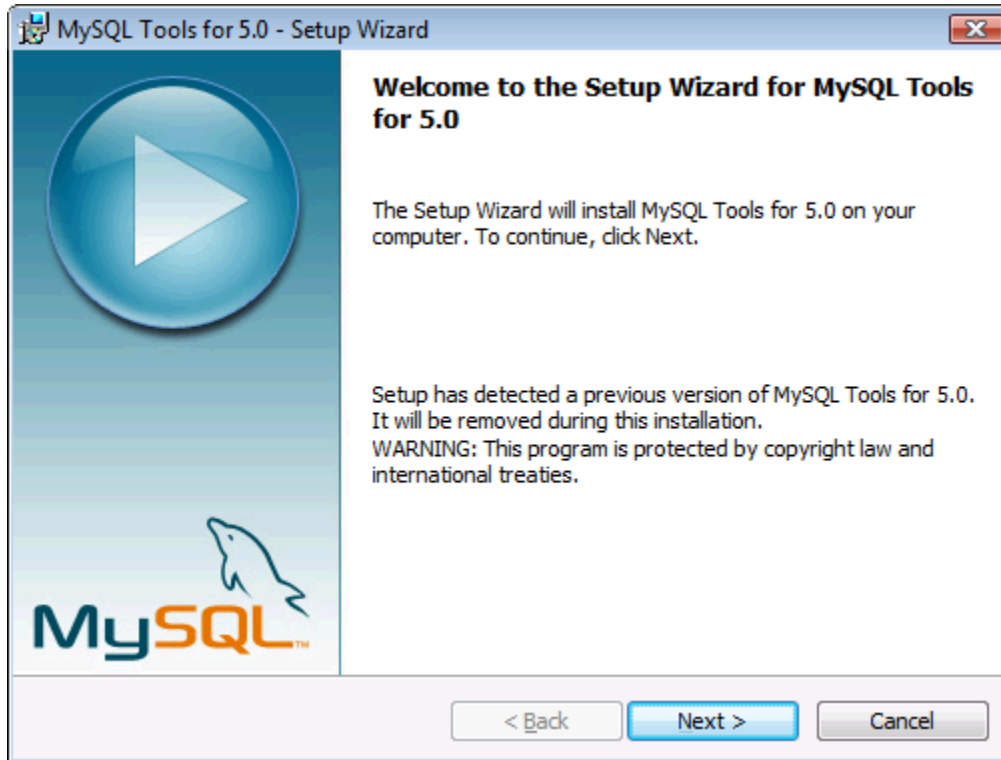 MySQL Tools for 5.0 - Setup Wizard
Welcome to the Setup Wizard for MySQL Tools
for 5.0
The Setup Wizard will install MySQL Tools for 5.0 on your
computer. To continue, click Next.
Setup has detected a previous version of MySQL Tools for 5.0.
It will be removed during this installation.
WARNING: This program is protected by copyright law and
international treaties.
MySQL™
< Back
Next >
Cancel